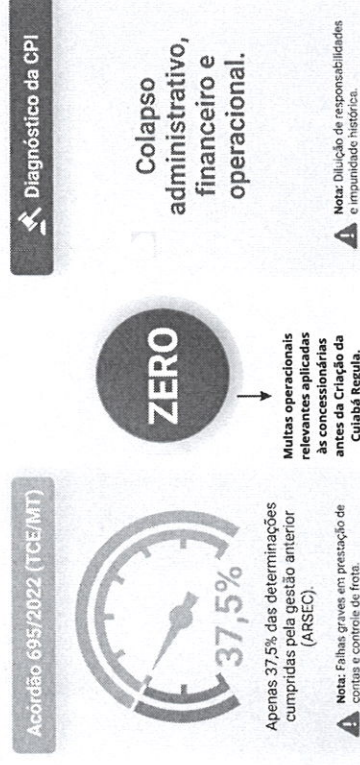 Acórdão 695/2022 (TCE/MT)
37,5%
Apenas 37,5% das determinações
cumpridas pela gestão anterior
(ARSEC).
Nota: Falhas graves em prestação de
contas e controle de frota.
ZERO
Multas operacionais
relevantes aplicadas
às concessionárias
antes da Criação da
Cuiabá Regula.
Diagnóstico da CPI
Colapso
administrativo,
financeiro e
operacional.
Nota: Diluição de responsabilidades
e impunidade histórica.